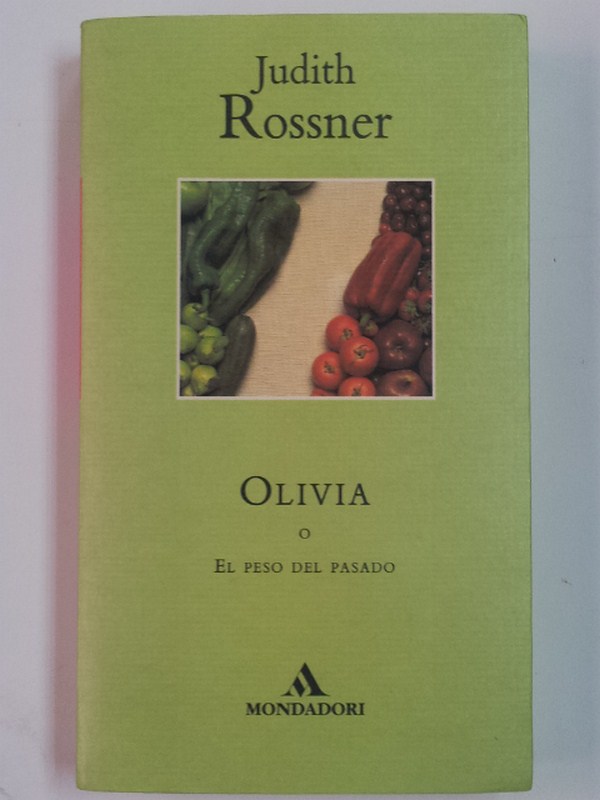 Judith
Rossner
OLIVIA
O
EL PESO DEL PASADO
MONDADORI